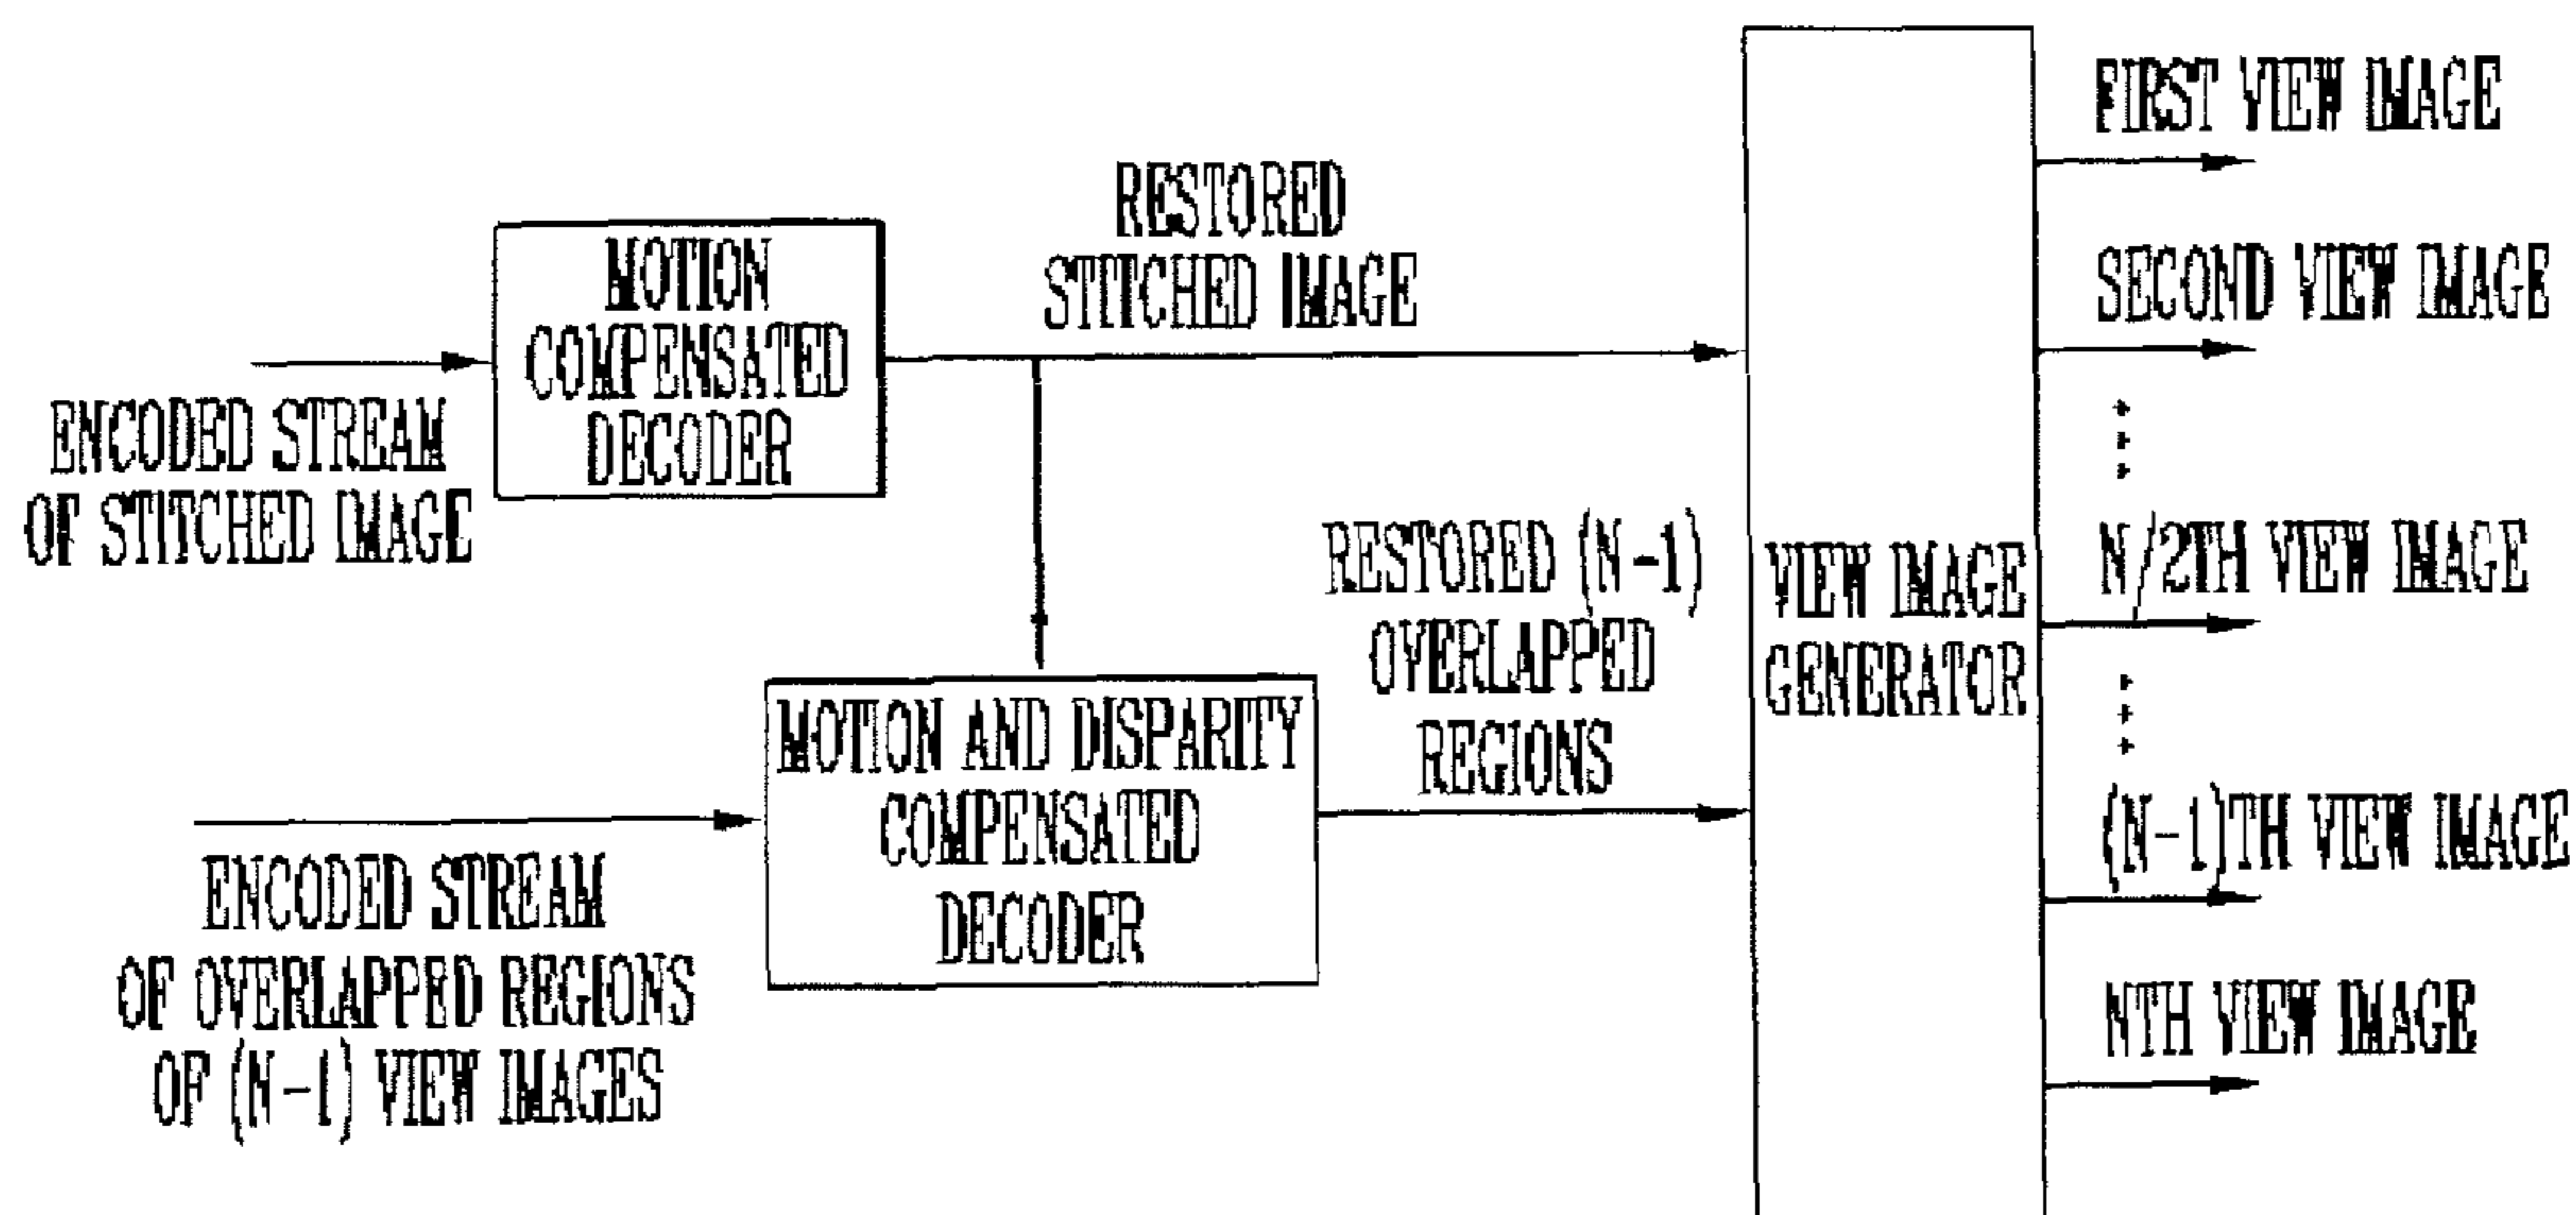 MOTION
COMPENSATED
DECODER
ENCODED STREAM
OF STITCHED IMAGE
RESTORED
STITCHED IMAGE
MOTION AND DISPARITY
COMPENSATED
DECODER
ENCODED STREAM
OF OVERLAPPED REGIONS
OF (N-1) VIEW IMAGES
RESTORED (N-1)
OVERLAPPED
REGIONS
VIEW IMAGE
GENERATOR
FIRST VIEW IMAGE
SECOND VIEW IMAGE
N/2TH VIEW IMAGE
(N-1)TH VIEW IMAGE
NTH VIEW IMAGE